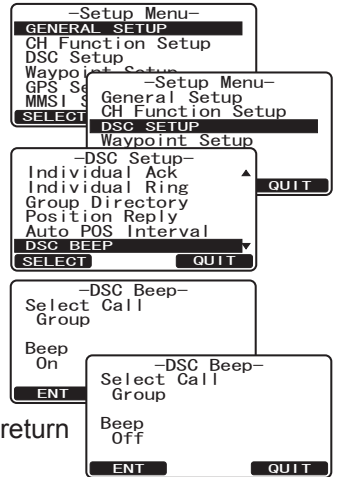 –Setup Menu–
GENERAL SETUP
CH Function Setup
DSC Setup
Waypoint Setup
GPS Se
MMSI S
SELECT
–Setup Menu–
General Setup
CH Function Setup
DSC SETUP
Waypoint Setup
QUIT
–DSC Setup–
Individual Ack
Individual Ring
Group Directory
Position Reply
Auto POS Interval
DSC BEEP
SELECT QUIT
–DSC Beep–
Select Call
Group
Beep
On
ENT
–DSC Beep–
Select Call
Group
Beep
Off
ENT QUIT
return